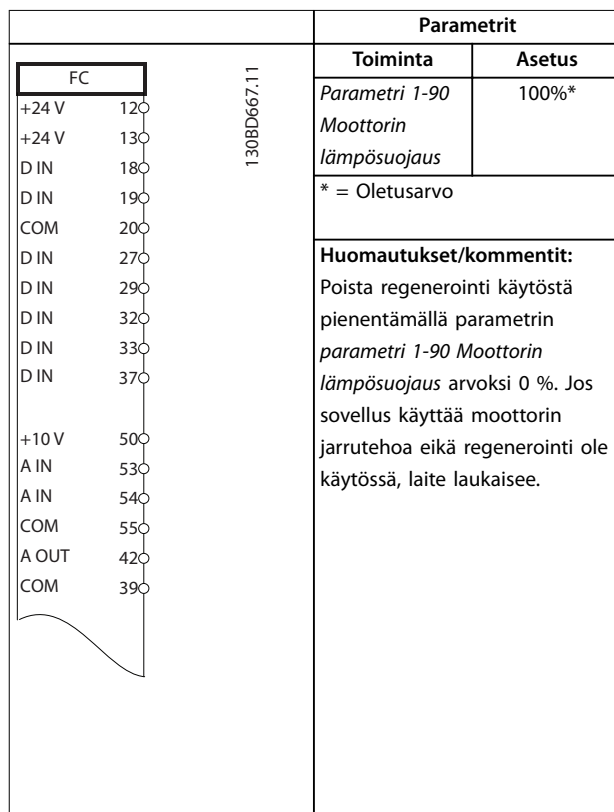 FC
+24 V 12
+24 V 13
D IN 18
D IN 19
COM 20
D IN 27
D IN 29
D IN 32
D IN 33
D IN 37
+10 V 50
A IN 53
A IN 54
COM 55
A OUT 42
COM 39
130BD667.11
Parametrit
Toiminta Asetus
Parametri 1-90 100%*
Moottorin
lämpösuojaus
* = Oletusarvo
Huomautukset/kommentit:
Poista regenerointi käytöstä
pienentämällä parametrin
parametri 1-90 Moottorin
lämpösuojaus arvoksi 0 %. Jos
sovellus käyttää moottorin
jarrutehoa eikä regenerointi ole
käytössä, laite laukaisee.